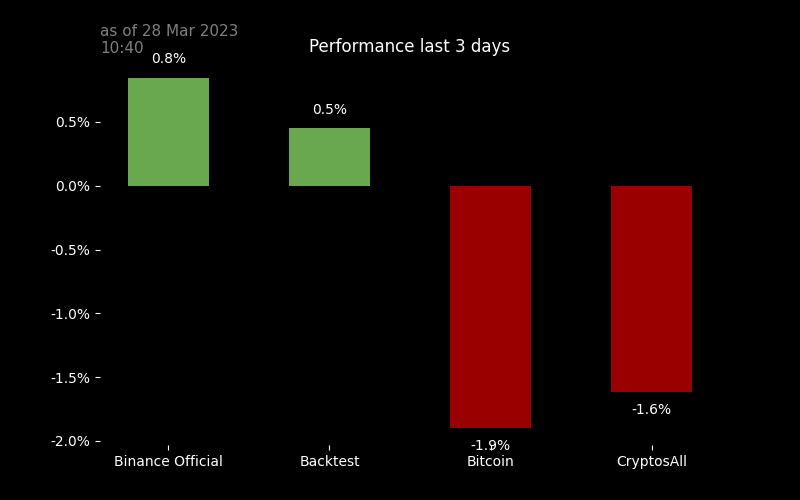 as of 28 Mar 2023
10:40
Performance last 3 days
0.8%
0.5%
0.5%
0.0%
-0.5%
-1.0%
-1.5%
-1.6%
-2.0%
-1.9%
Binance Official
Backtest
Bitcoin
CryptosAll